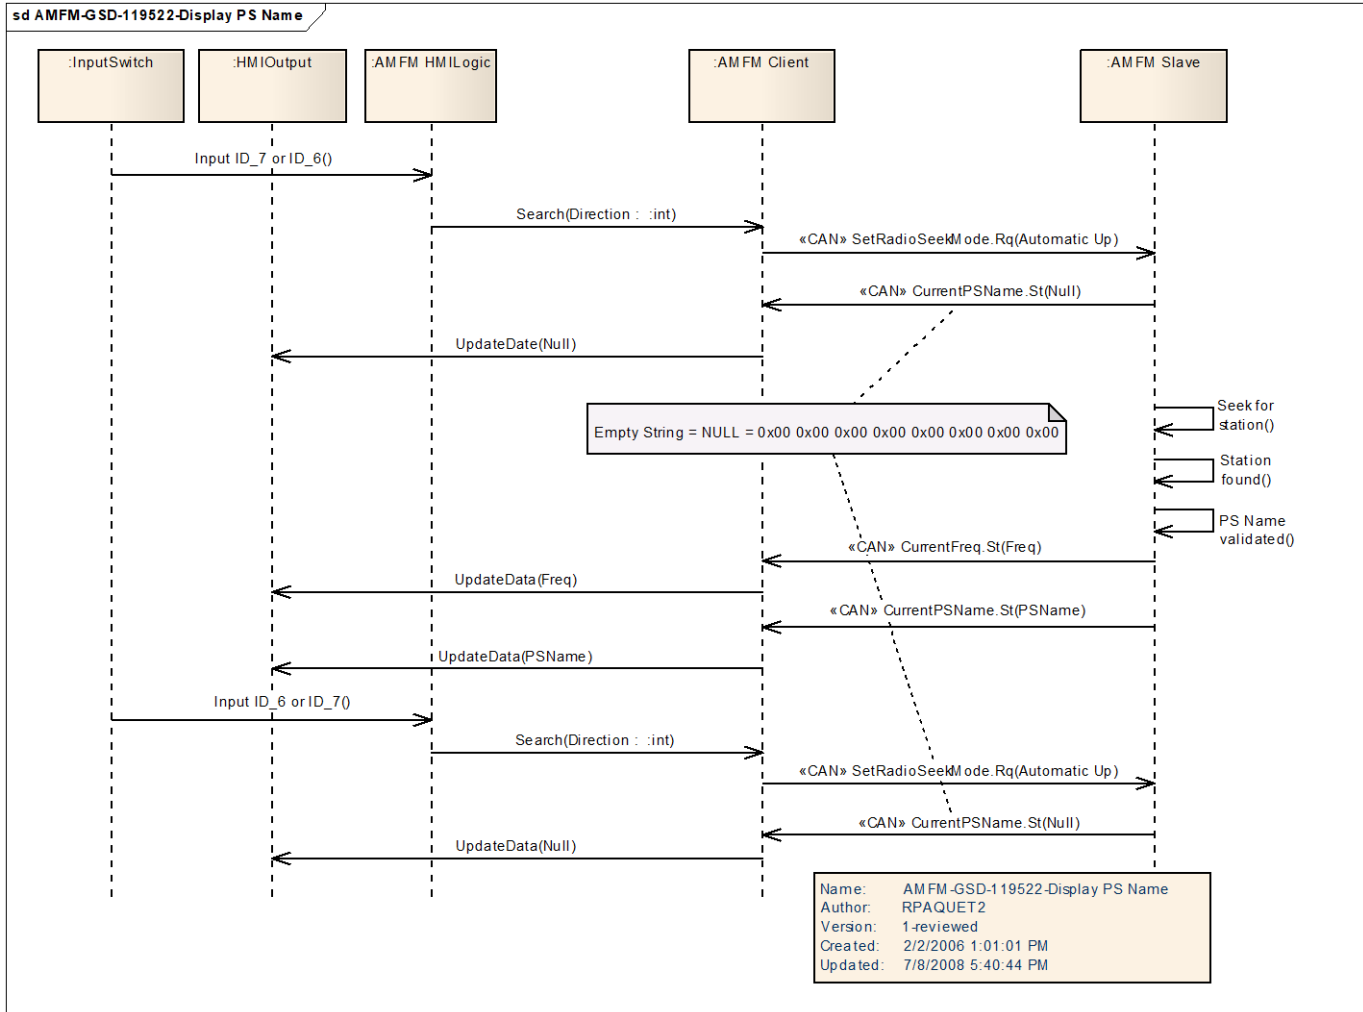 sd AMFM-GSD-119522-Display PS Name
:InputSwitch
:HMIOutput
:AMFM HMILogic
:AMFM Client
:AMFM Slave
Input ID_7 or ID_6()
Search(Direction : :int)
«CAN» SetRadioSeekMode.Rq(Automatic Up)
«CAN» CurrentPSName.St(Null)
UpdateDate(Null)
Empty String = NULL = 0x00 0x00 0x00 0x00 0x00 0x00 0x00 0x00
Seek for
station()
Station
found()
PS Name
validated()
«CAN» CurrentFreq.St(Freq)
UpdateData(Freq)
«CAN» CurrentPSName.St(PSName)
UpdateData(PSName)
Input ID_6 or ID_7()
Search(Direction : :int)
«CAN» SetRadioSeekMode.Rq(Automatic Up)
«CAN» CurrentPSName.St(Null)
UpdateData(Null)
Name: AMFM-GSD-119522-Display PS Name
Author: RPAQUET2
Version: 1-reviewed
Created: 2/2/2006 1:01:01 PM
Updated: 7/8/2008 5:40:44 PM